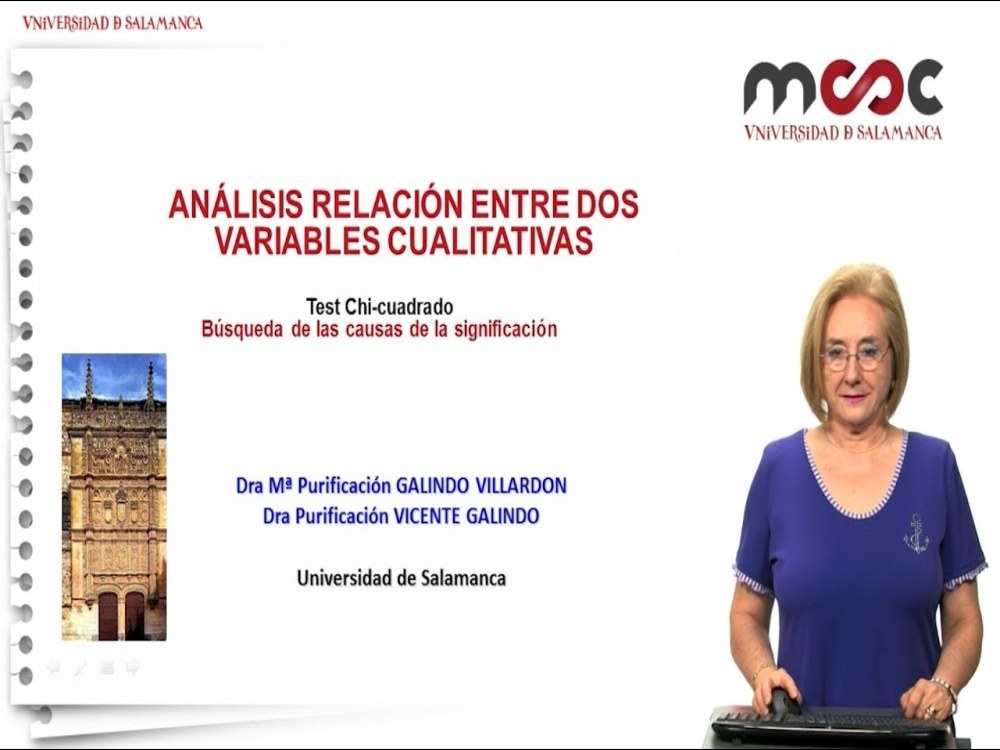 VNiVERSiDAD Ð SALAMANCA
mooc
VNiVERSiDAD Ð SALAMANCA
ANÁLISIS RELACIÓN ENTRE DOS
VARIABLES CUALITATIVAS
Test Chi-cuadrado
Búsqueda de las causas de la significación
Dra Mª Purificación GALINDO VILLARDON
Dra Purificación VICENTE GALINDO
Universidad de Salamanca